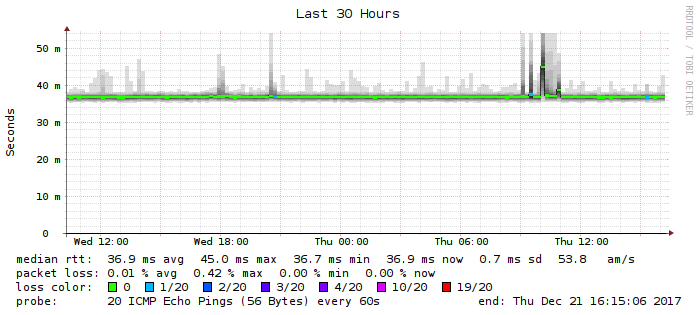 Last 30 Hours
RRDTOOL / TOBI OETIKER
Seconds
50 m
40 m
30 m
20 m
10 m
0
Wed 12:00 Wed 18:00 Thu 00:00 Thu 06:00 Thu 12:00
median rtt: 36.9 ms avg 45.0 ms max 36.7 ms min 36.9 ms now 0.7 ms sd 53.8 am/s
packet loss: 0.01 % avg 0.42 % max 0.00 % min 0.00 % now
loss color: 0 1/20 2/20 3/20 4/20 10/20 19/20
probe: 20 ICMP Echo Pings (56 Bytes) every 60s end: Thu Dec 21 16:15:06 2017